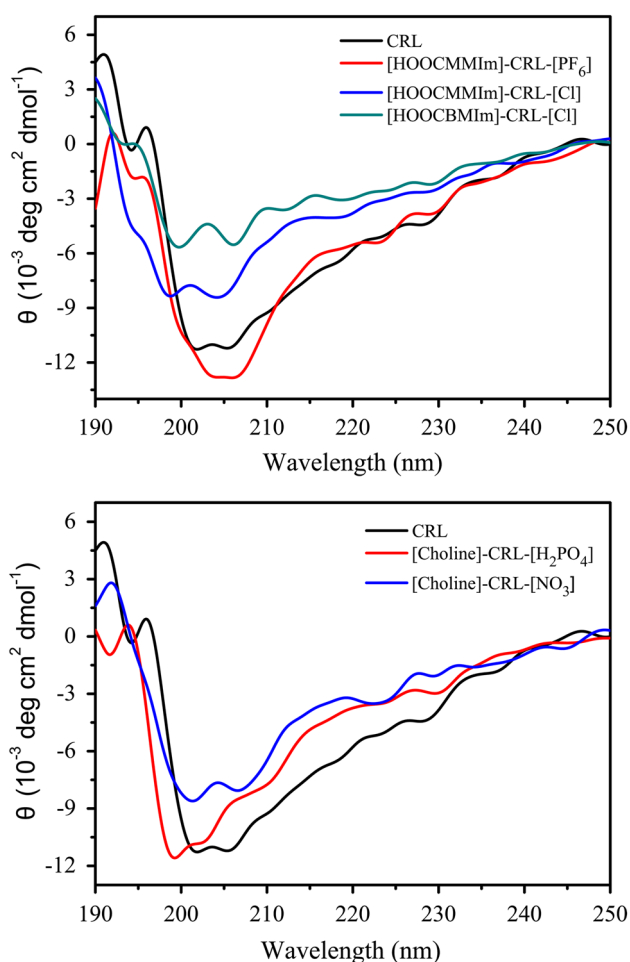 CRL
[HOOCMMIm]-CRL-[PF6]
[HOOCMMIm]-CRL-[Cl]
[HOOCBMIm]-CRL-[Cl]
θ (10-3 deg cm2 dmol-1)
6
3
0
-3
-6
-9
-12
190 200 210 220 230 240 250
Wavelength (nm)
CRL
[Choline]-CRL-[H2PO4]
[Choline]-CRL-[NO3]
θ (10-3 deg cm2 dmol-1)
6
3
0
-3
-6
-9
-12
190 200 210 220 230 240 250
Wavelength (nm)